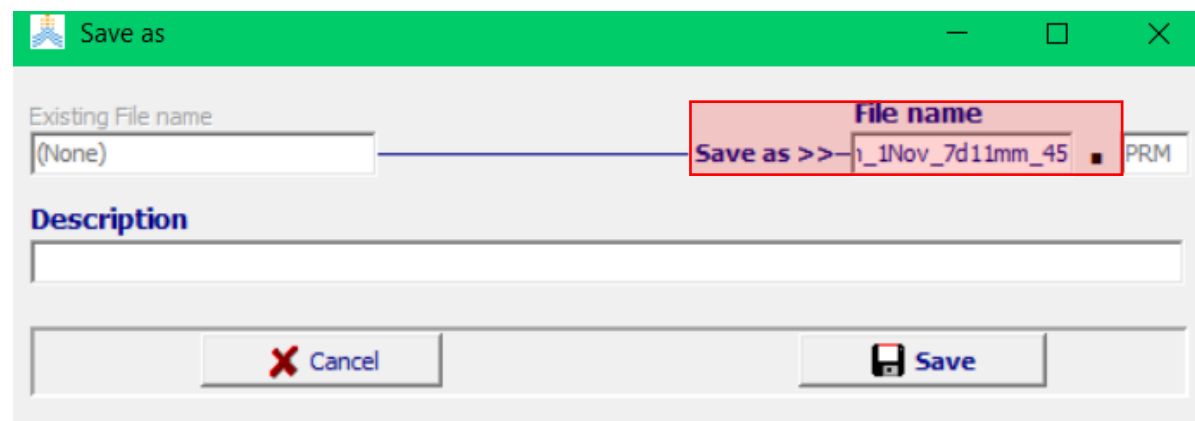 Save as
Existing File name
File name
(None)
Save as >>
_1Nov_7d11mm_45 . PRM
Description
Cancel
Save